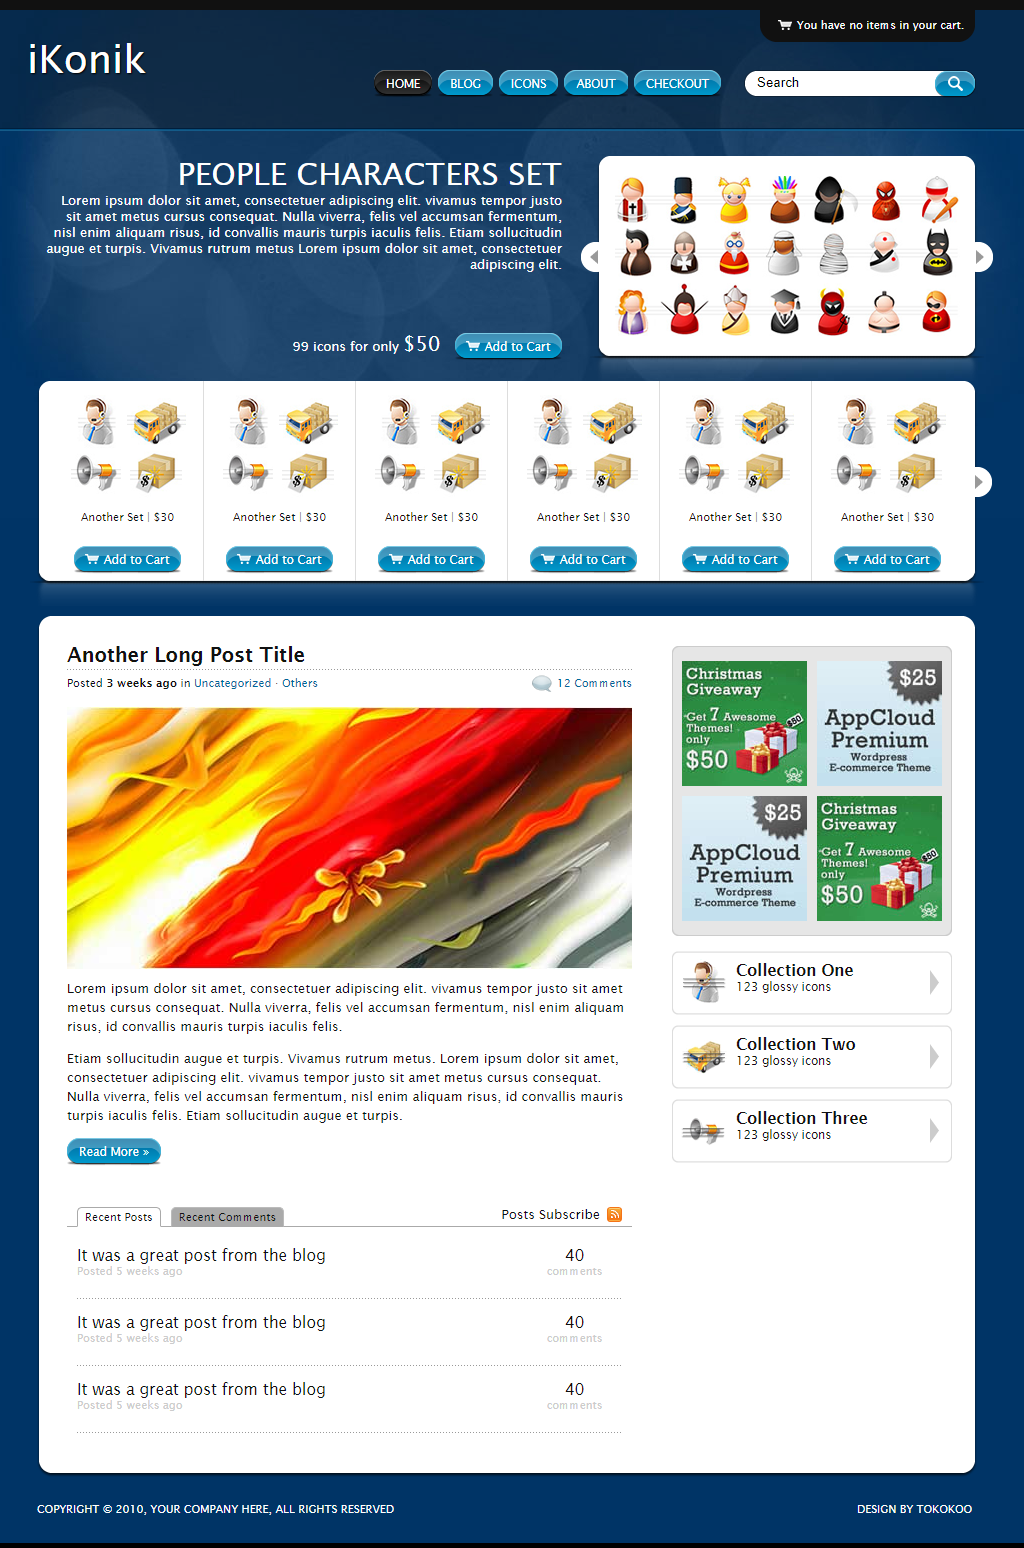 You have no items in your cart.
iKonik
HOME BLOG ICONS ABOUT CHECKOUT
Search
PEOPLE CHARACTERS SET
Lorem ipsum dolor sit amet, consectetuer adipiscing elit. vivamus tempor justo
sit amet metus cursus consequat. Nulla viverra, felis vel accumsan fermentum,
nisl enim aliquam risus, id convallis mauris turpis iaculis felis. Etiam sollicitudin
augue et turpis. Vivamus rutrum metus Lorem ipsum dolor sit amet, consectetuer
adipiscing elit.
99 icons for only $50 Add to Cart
Another Set | $30 Another Set | $30 Another Set | $30 Another Set | $30 Another Set | $30 Another Set | $30
Add to Cart Add to Cart Add to Cart Add to Cart Add to Cart Add to Cart
Another Long Post Title
Posted 3 weeks ago in Uncategorized · Others 12 Comments
Lorem ipsum dolor sit amet, consectetuer adipiscing elit. vivamus tempor justo sit amet
metus cursus consequat. Nulla viverra, felis vel accumsan fermentum, nisl enim aliquam
risus, id convallis mauris turpis iaculis felis.
Etiam sollicitudin augue et turpis. Vivamus rutrum metus. Lorem ipsum dolor sit amet,
consectetuer adipiscing elit. vivamus tempor justo sit amet metus cursus consequat.
Nulla viverra, felis vel accumsan fermentum, nisl enim aliquam risus, id convallis mauris
turpis iaculis felis. Etiam sollicitudin augue et turpis.
Read More »
Recent Posts Recent Comments Posts Subscribe
It was a great post from the blog 40
Posted 5 weeks ago comments
It was a great post from the blog 40
Posted 5 weeks ago comments
It was a great post from the blog 40
Posted 5 weeks ago comments
Christmas
Giveaway
Get 7 Awesome
Themes! $90
only
$50
$25
AppCloud
Premium
Wordpress
E-commerce Theme
$25
AppCloud
Premium
Wordpress
E-commerce Theme
Christmas
Giveaway
Get 7 Awesome
Themes! $90
only
$50
Collection One
123 glossy icons
Collection Two
123 glossy icons
Collection Three
123 glossy icons
COPYRIGHT © 2010, YOUR COMPANY HERE, ALL RIGHTS RESERVED DESIGN BY TOKOKOO